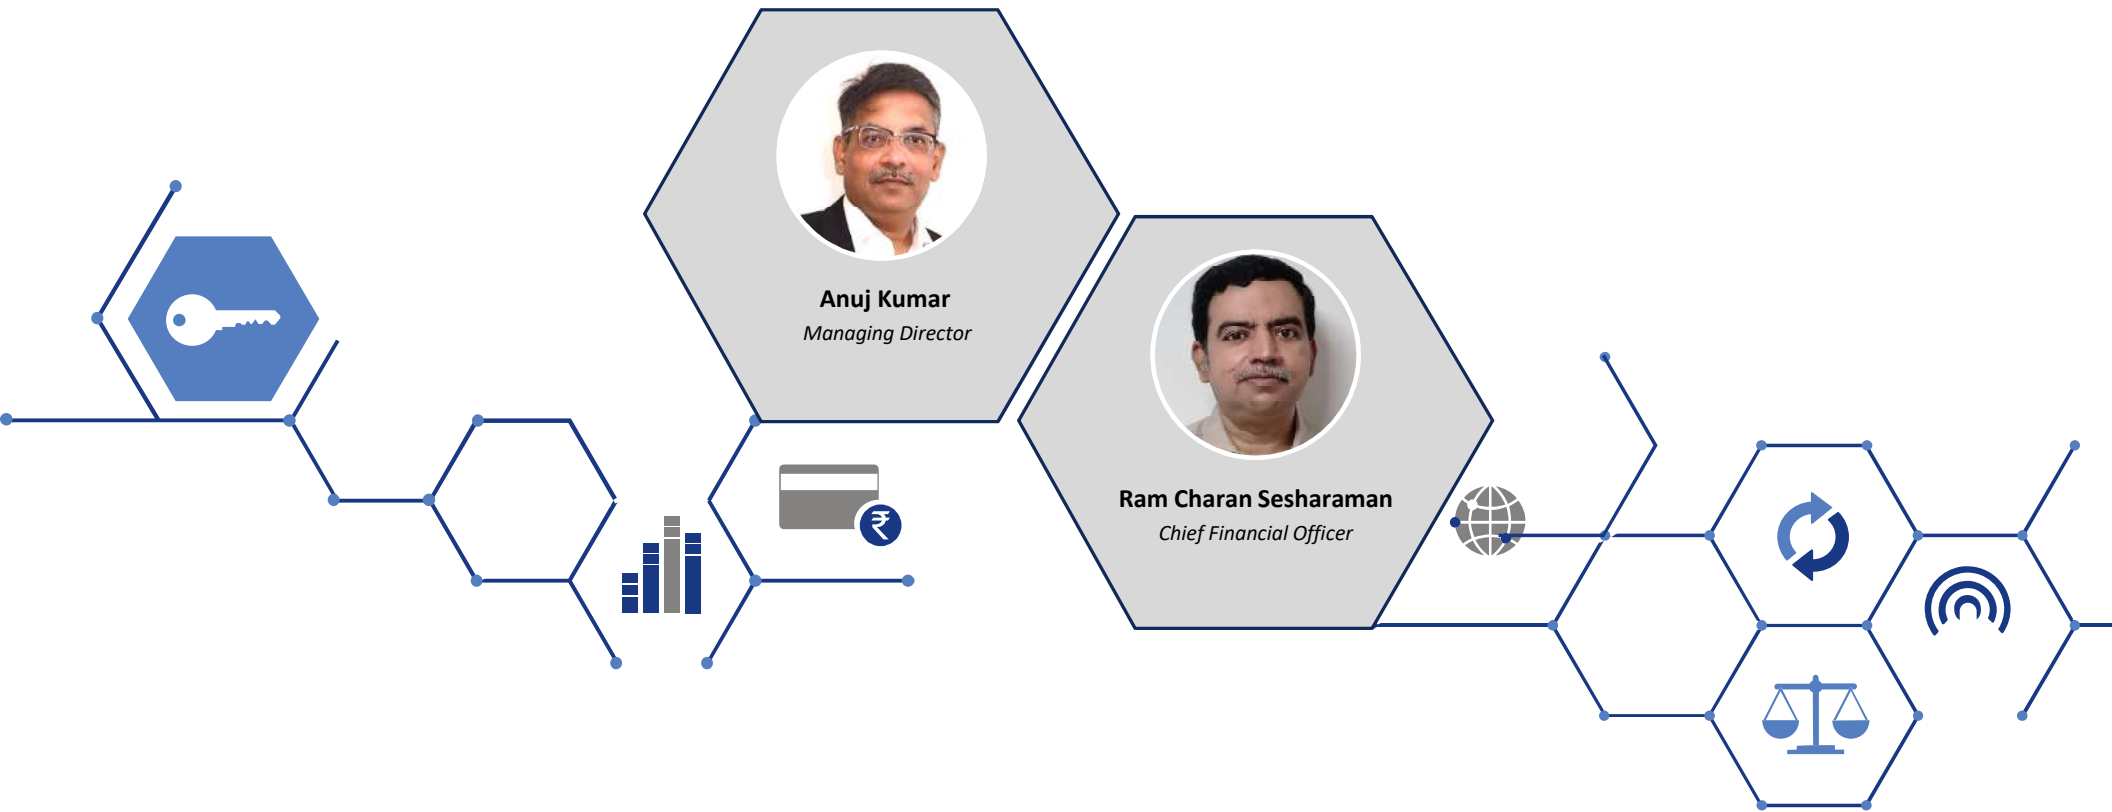 Anuj Kumar
Managing Director
Ram Charan Sesharaman
Chief Financial Officer
₹